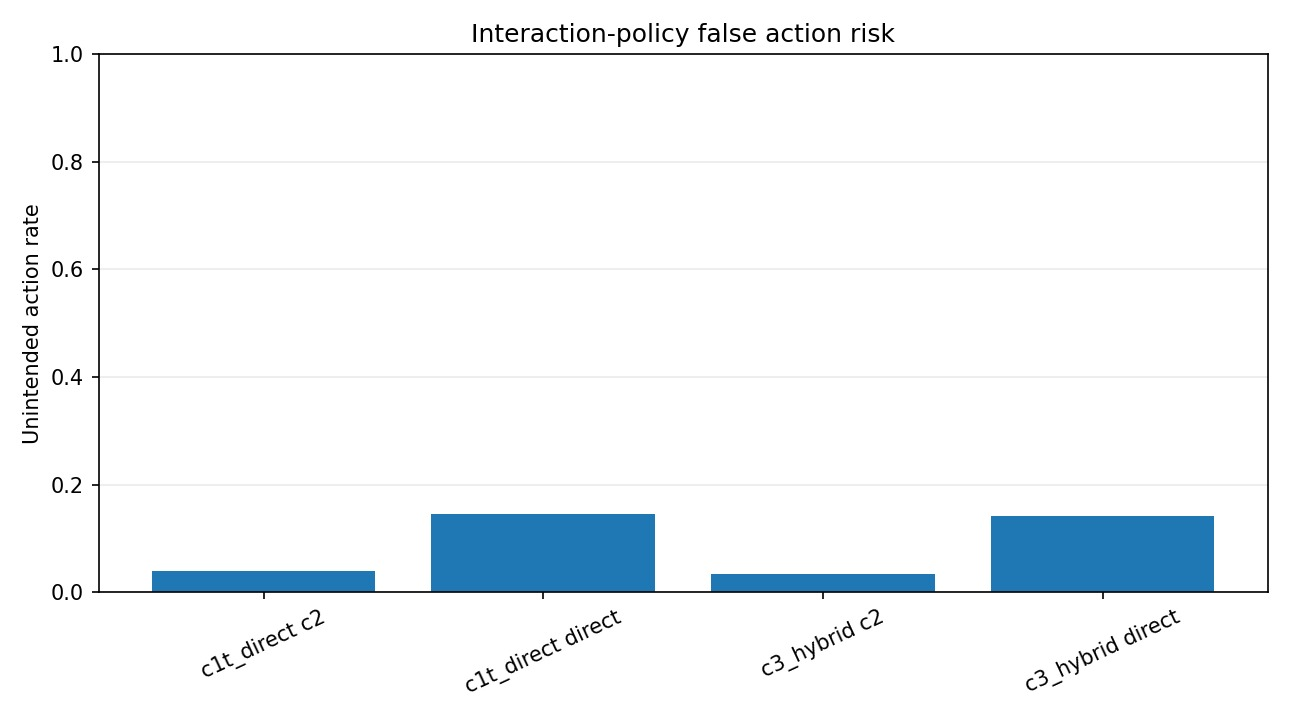 Interaction-policy false action risk
Unintended action rate
1.0
0.8
0.6
0.4
0.2
0.0
c1t_direct c2
c1t_direct direct
c3_hybrid c2
c3_hybrid direct